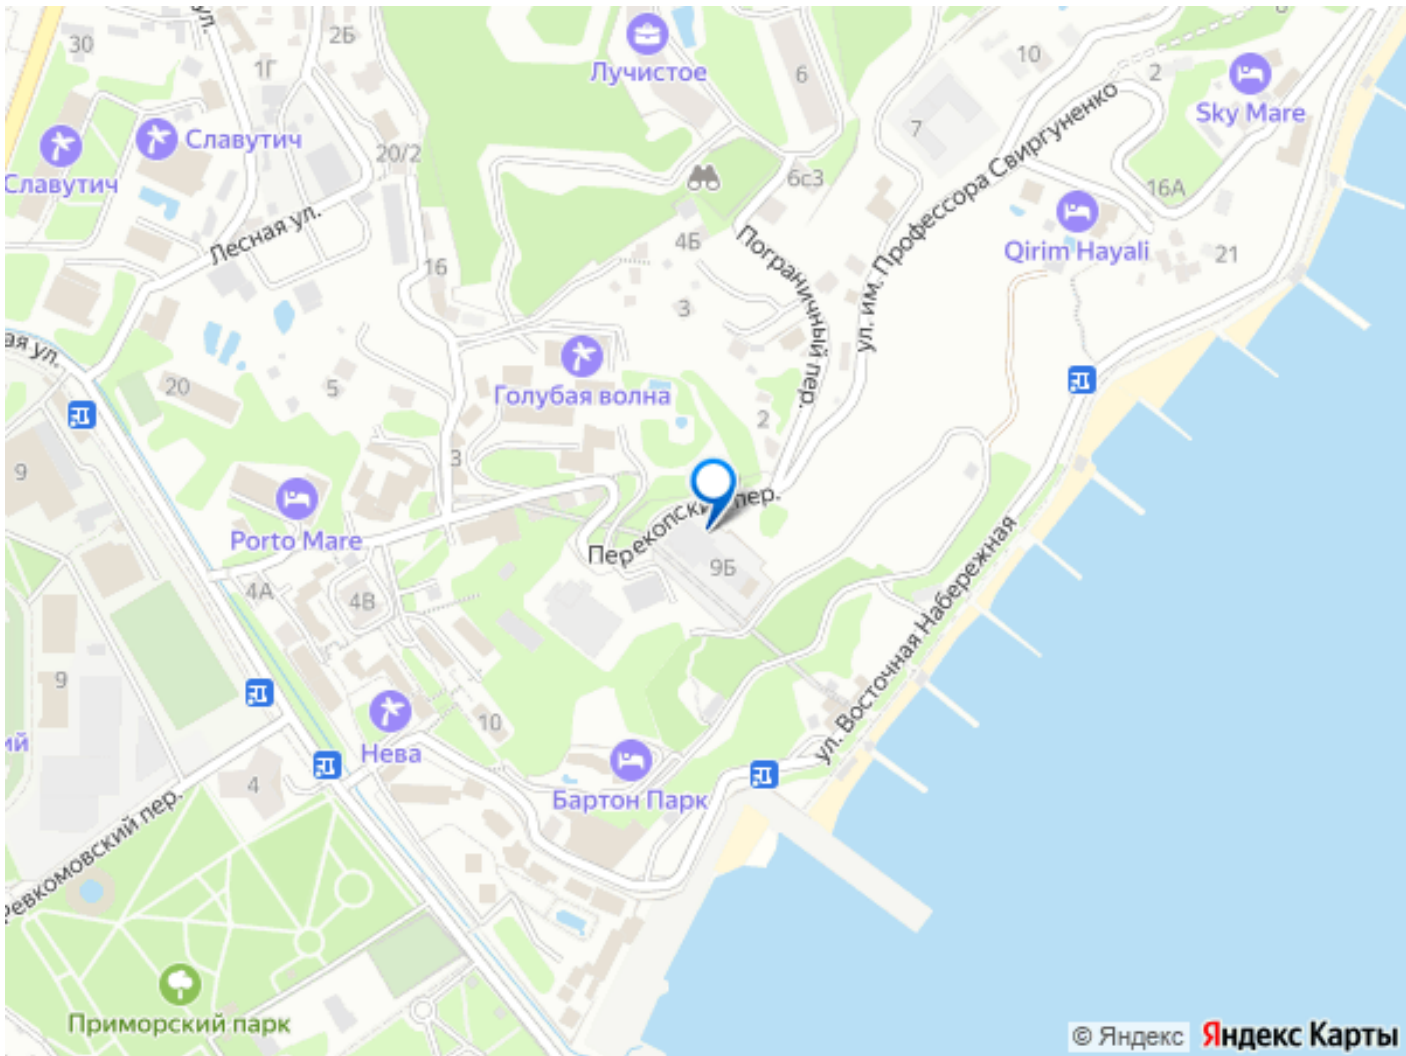 ул.
30
2Б
1Г
Лучистое
6
10
2
Sky Mare
7
Славутич
Славутич
20/2
6с3
16А
ул. им. Профессора Свиргуненко
Лесная ул.
4Б
Пограничный пер.
Qirim Hayali
21
16
3
ая ул.
5
20
Голубая волна
2
3
9
Porto Mare
Перекопский пер.
9Б
4А
4В
ул. Восточная Набережная
9
ий
10
Нева
4
Бартон Парк
Ревкомовский пер.
Приморский парк
© Яндекс Яндекс Карты